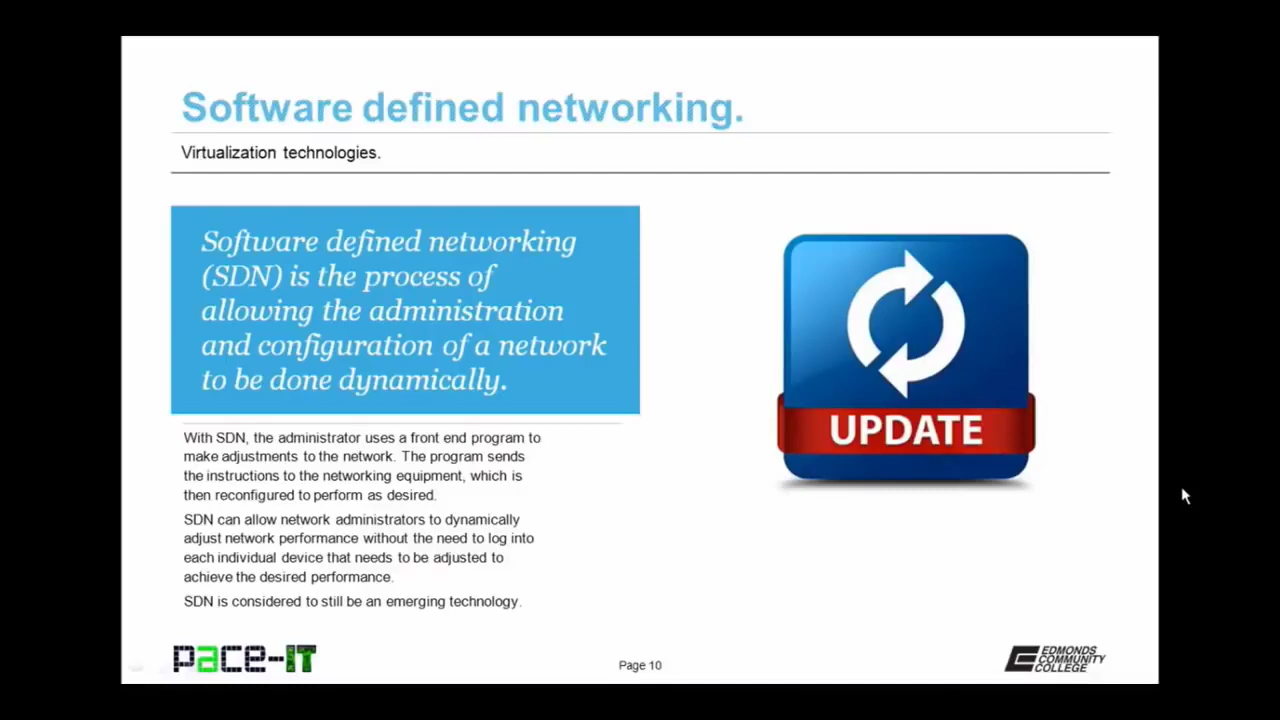 Software defined networking.
Virtualization technologies.
Software defined networking
(SDN) is the process of
allowing the administration
and configuration of a network
to be done dynamically.
With SDN, the administrator uses a front end program to
make adjustments to the network. The program sends
the instructions to the networking equipment, which is
then reconfigured to perform as desired.
SDN can allow network administrators to dynamically
adjust network performance without the need to log into
each individual device that needs to be adjusted to
achieve the desired performance.
SDN is considered to still be an emerging technology.
UPDATE
pace-IT
Page 10
EDMONDS
COMMUNITY
COLLEGE